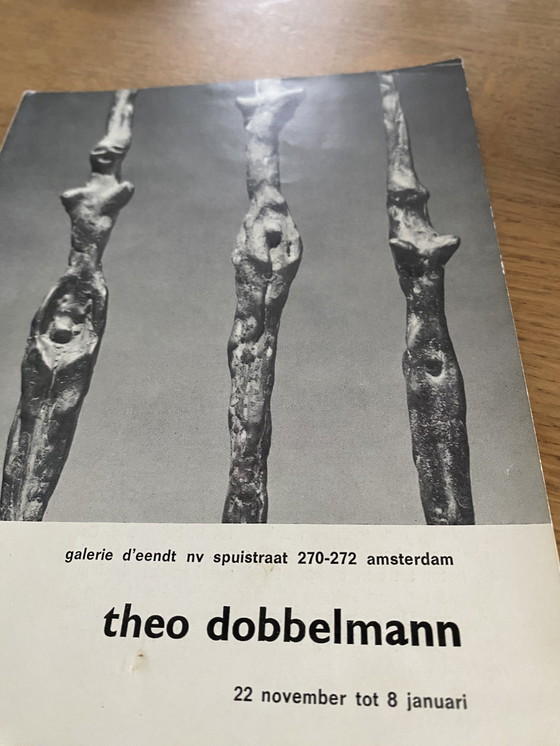 galerie d'eendt nv spuistraat 270-272 amsterdam
theo dobbelmann
22 november tot 8 januari